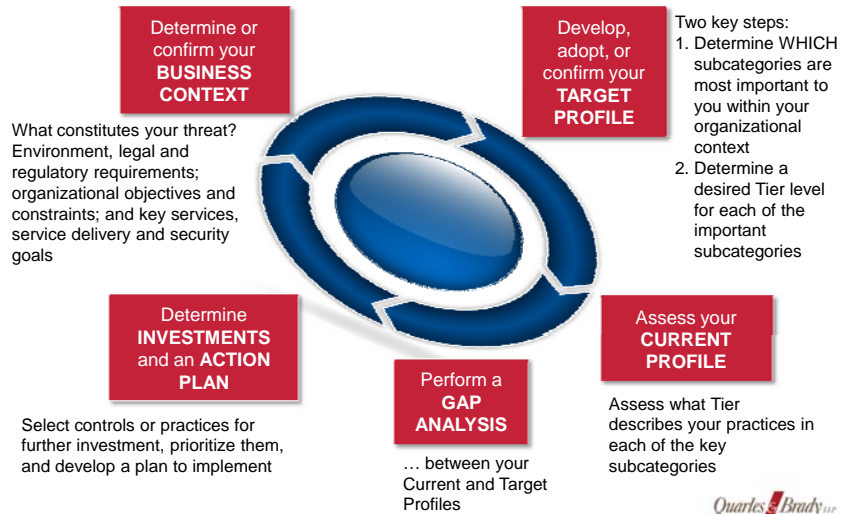 Determine or
confirm your
BUSINESS
CONTEXT
What constitutes your threat?
Environment, legal and
regulatory requirements;
organizational objectives and
constraints; and key services,
service delivery and security
goals
Develop,
adopt, or
confirm your
TARGET
PROFILE
Two key steps:
1. Determine WHICH
subcategories are
most important to
you within your
organizational
context
2. Determine a
desired Tier level
for each of the
important
subcategories
Assess your
CURRENT
PROFILE
Assess what Tier
describes your practices in
each of the key
subcategories
Perform a
GAP
ANALYSIS
… between your
Current and Target
Profiles
Determine
INVESTMENTS
and an ACTION
PLAN
Select controls or practices for
further investment, prioritize them,
and develop a plan to implement
Quarles & Brady LLP